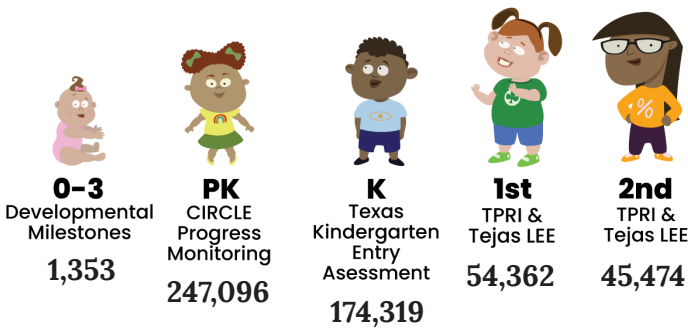 %
0-3
Developmental
Milestones
1,353
PK
CIRCLE
Progress
Monitoring
247,096
K
Texas
Kindergarten
Entry
Asessment
174,319
1st
TPRI &
Tejas LEE
54,362
2nd
TPRI &
Tejas LEE
45,474